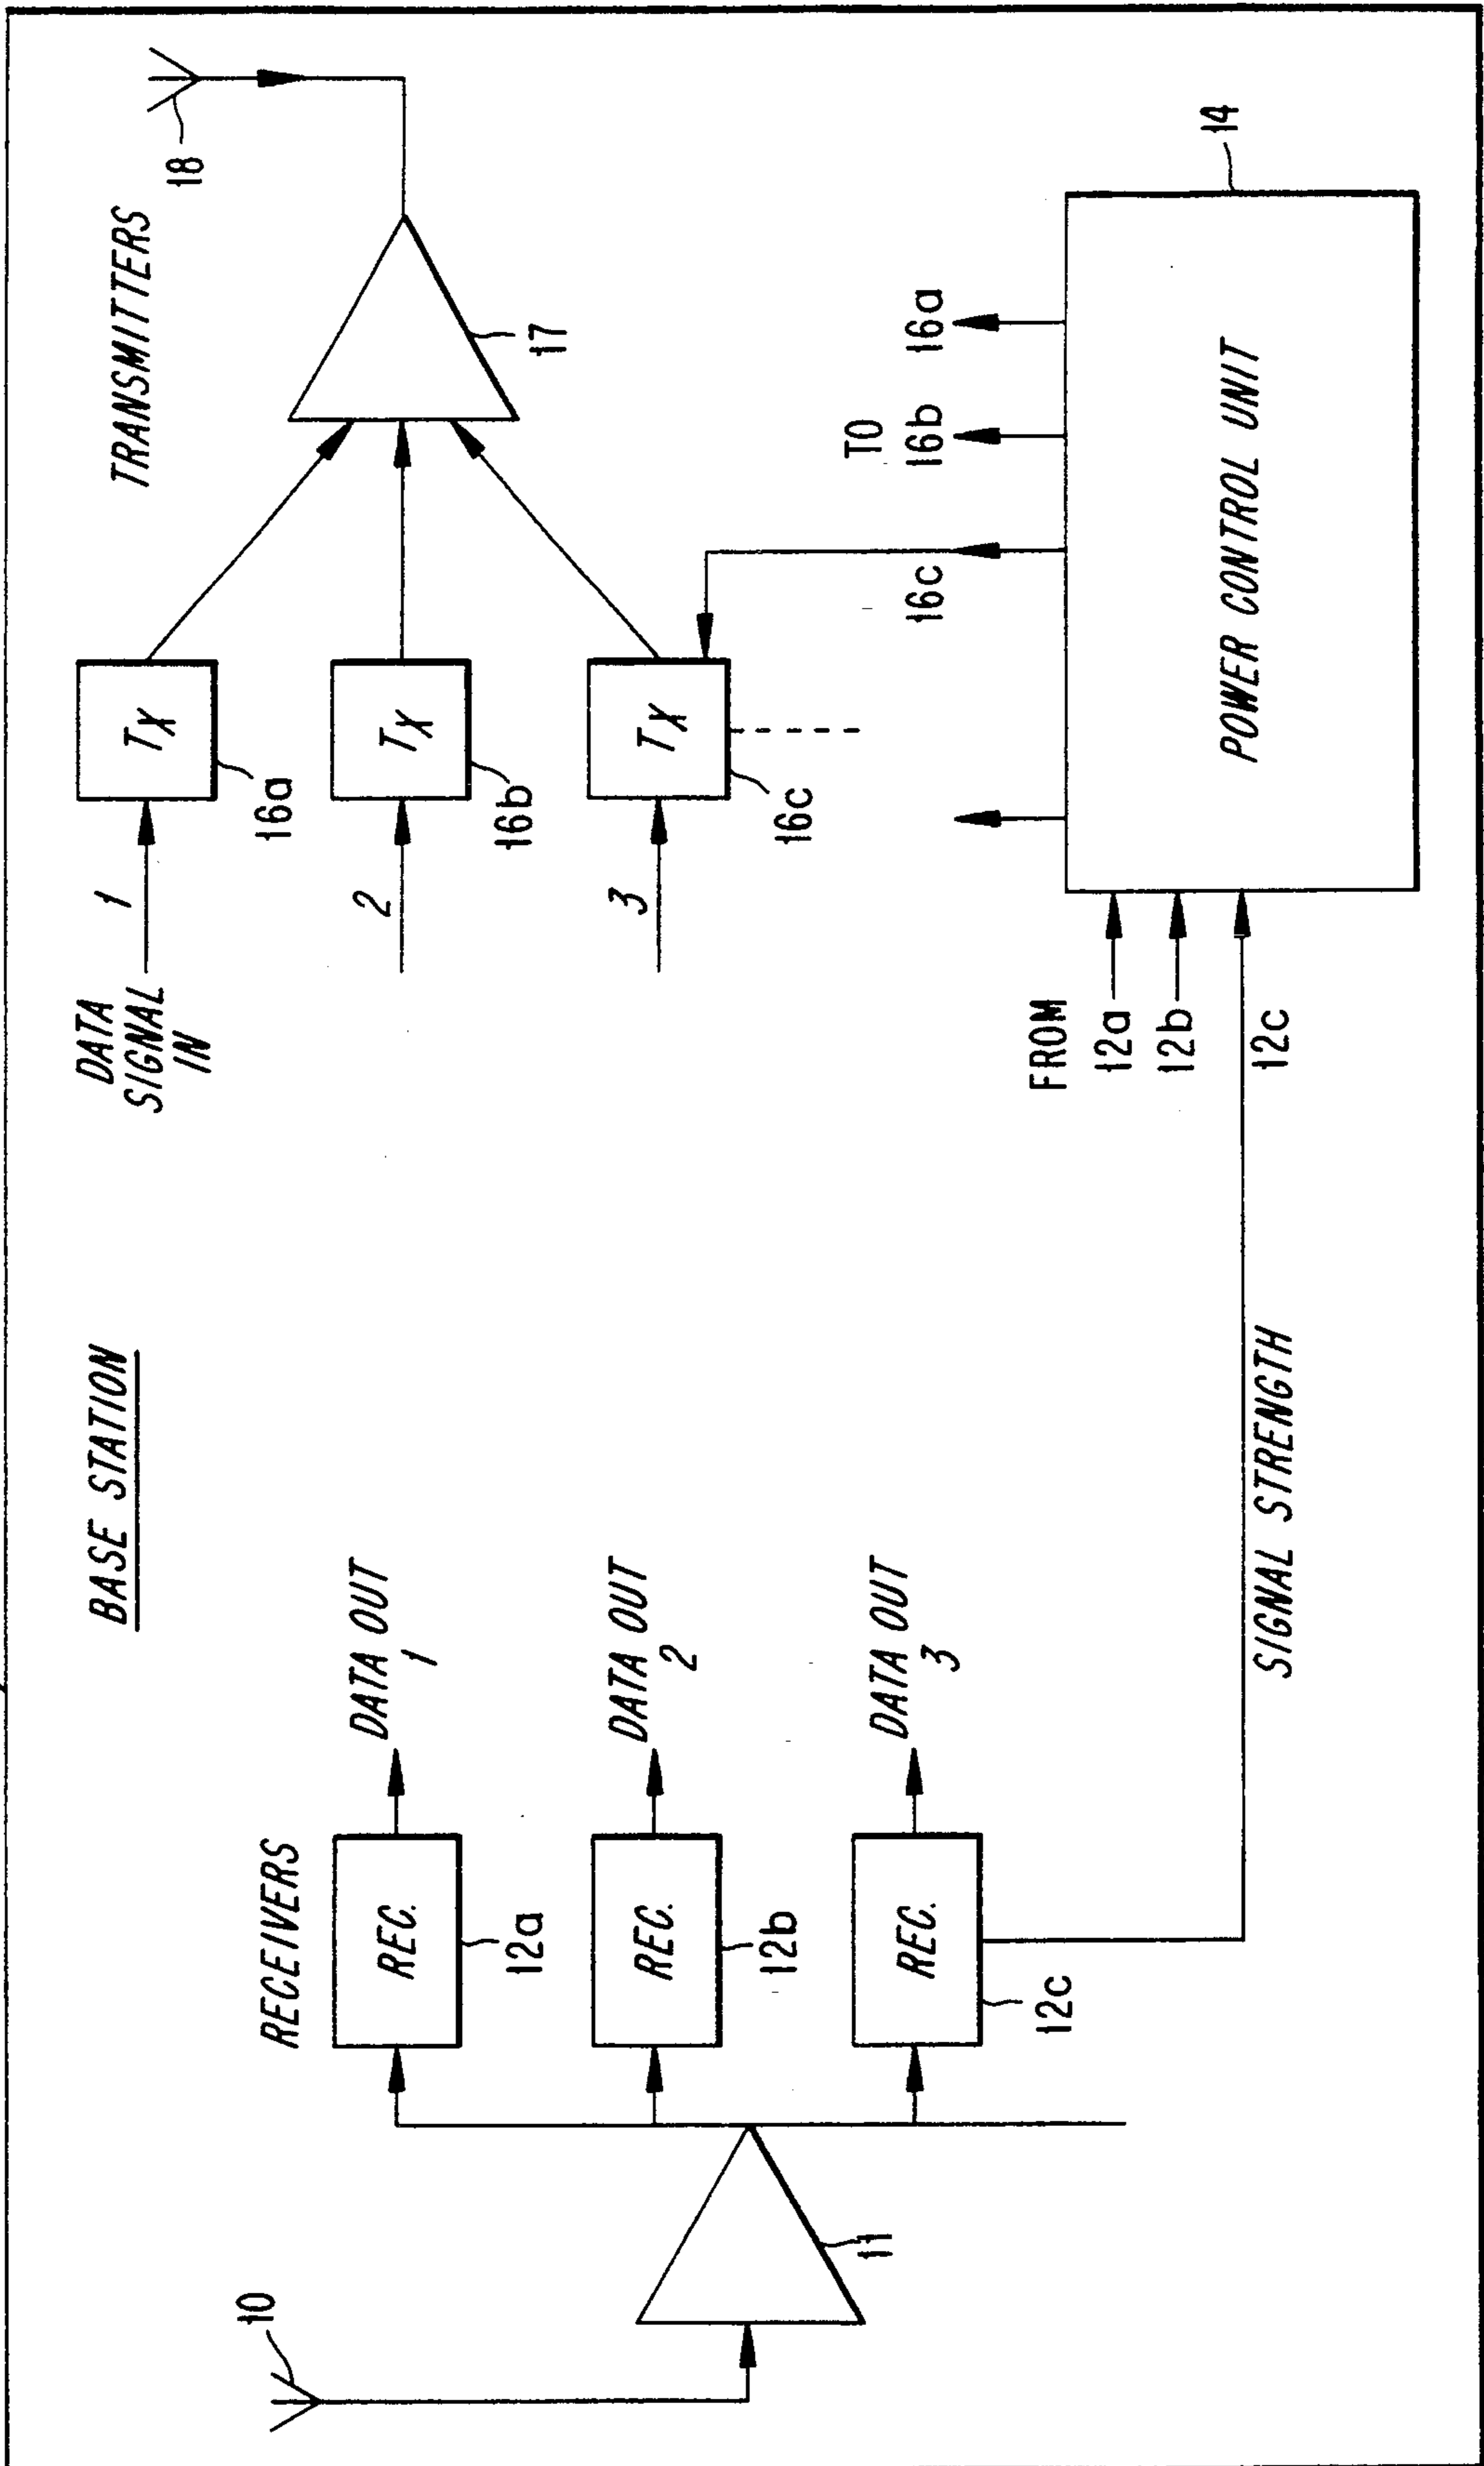 BASE STATION
10
11
RECEIVERS
REC.
12a
DATA OUT
1
REC.
12b
DATA OUT
2
REC.
12c
DATA OUT
3
SIGNAL STRENGTH
TRANSMITTERS
DATA
SIGNAL
IN
1
TX
16a
2
TX
16b
3
TX
16c
17
18
FROM
12a
12b
12c
TO
16c
16b
16a
POWER CONTROL UNIT
14